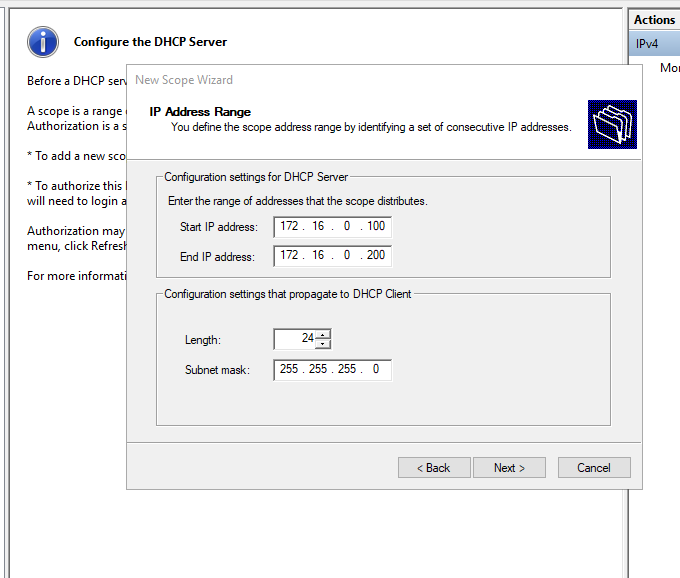 Actions
IPv4
Mor
Configure the DHCP Server
Before a DHCP serv
A scope is a range
Authorization is a s
* To add a new sco
* To authorize this
will need to login a
Authorization may
menu, click Refresh
For more informati
New Scope Wizard
IP Address Range
You define the scope address range by identifying a set of consecutive IP addresses.
Configuration settings for DHCP Server
Enter the range of addresses that the scope distributes.
Start IP address: 172 . 16 . 0 . 100
End IP address: 172 . 16 . 0 . 200
Configuration settings that propagate to DHCP Client
Length: 24
Subnet mask: 255 . 255 . 255 . 0
< Back Next > Cancel